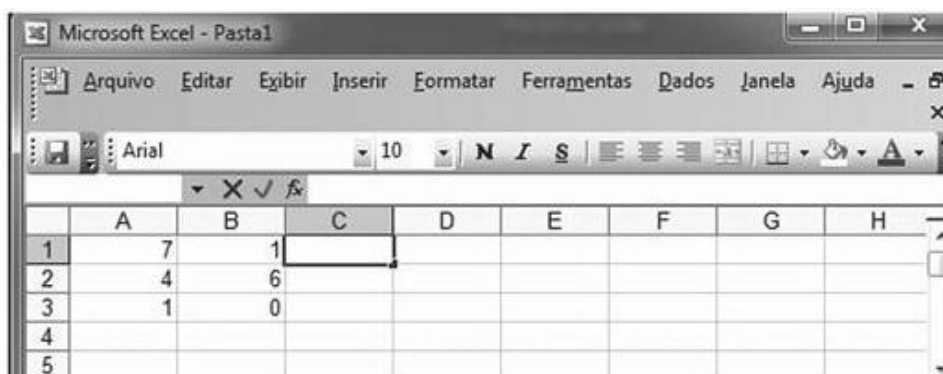 Microsoft Excel - Pasta1
Arquivo Editar Exibir Inserir Formatar Ferramentas Dados Janela Ajuda
Arial 10 N I S A
fx
A B C D E F G H
1 7 1
2 4 6
3 1 0
4
5